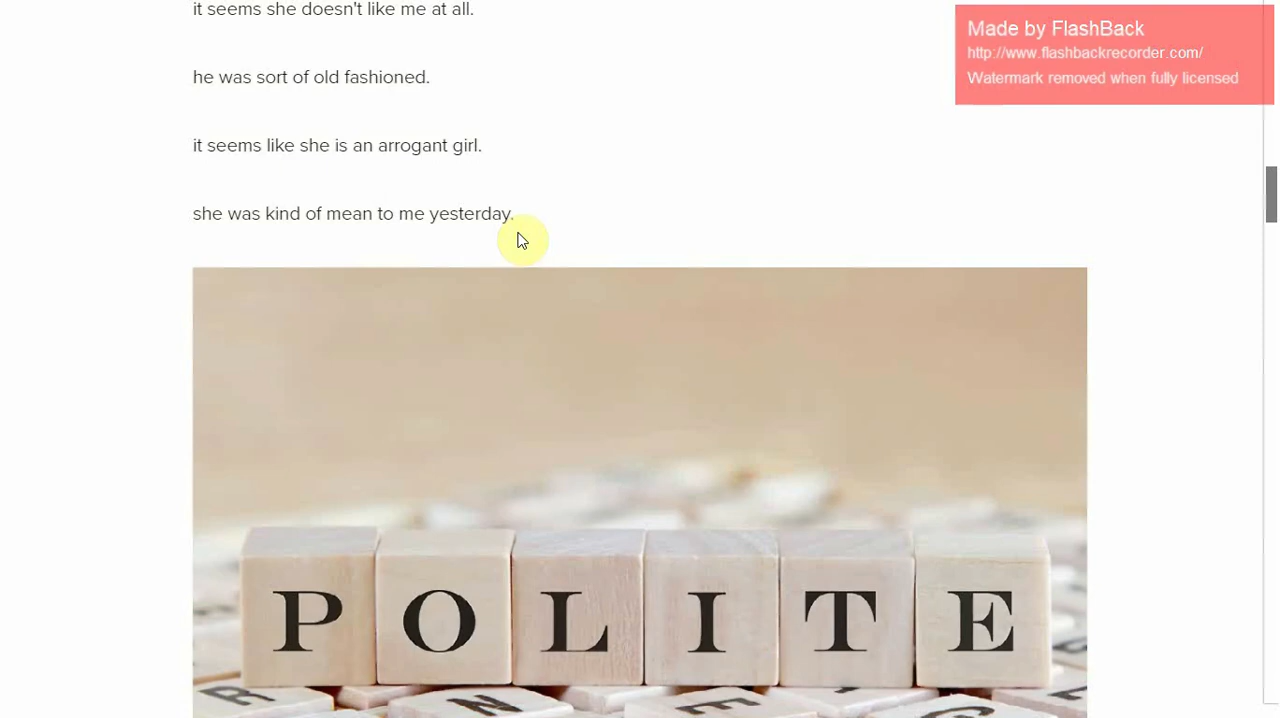 it seems she doesn't like me at all.
Made by FlashBack
http://www.flashbackrecorder.com/
Watermark removed when fully licensed
he was sort of old fashioned.
it seems like she is an arrogant girl.
she was kind of mean to me yesterday.
POLITE
R
N
E